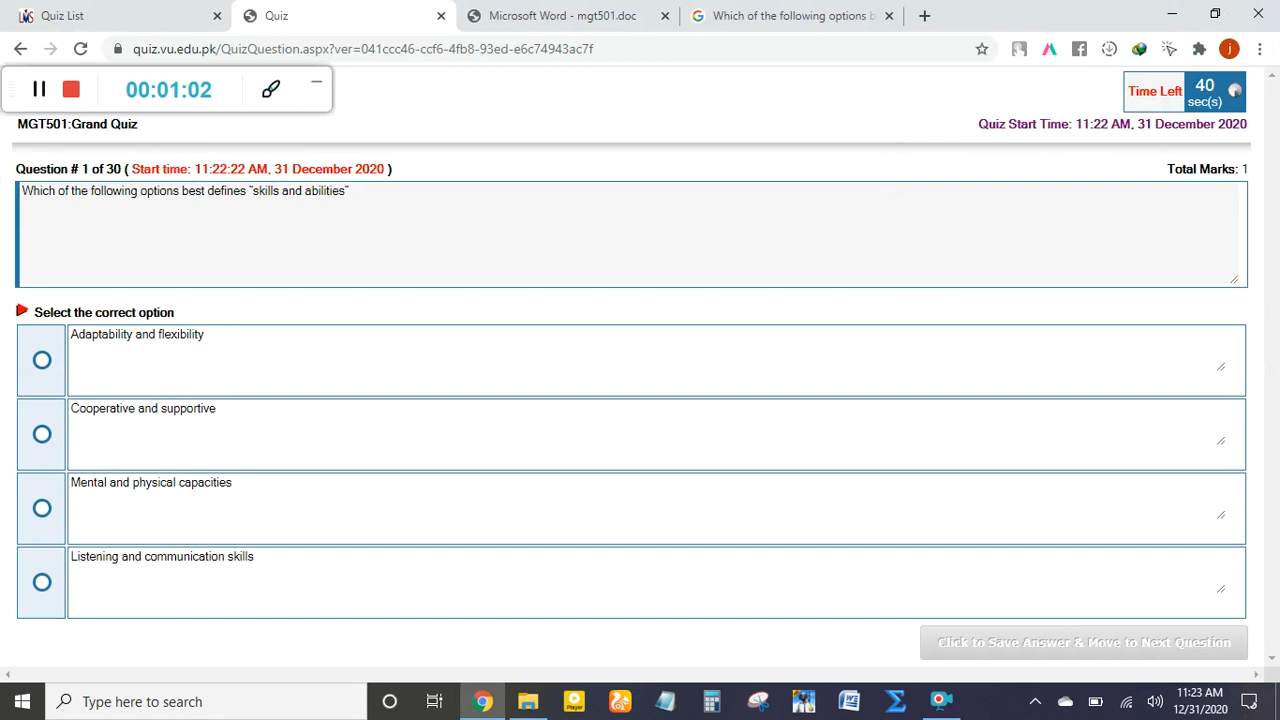 Quiz List
Quiz
Microsoft Word - mgt501.doc
Which of the following options b
quiz.vu.edu.pk/QuizQuestion.aspx?ver=041ccc46-ccf6-4fb8-93ed-e6c74943ac7f
j
00:01:02
Time Left
40
sec(s)
MGT501:Grand Quiz
Quiz Start Time: 11:22 AM, 31 December 2020
Question # 1 of 30 ( Start time: 11:22:22 AM, 31 December 2020 )
Total Marks: 1
Which of the following options best defines "skills and abilities"
Select the correct option
Adaptability and flexibility
Cooperative and supportive
Mental and physical capacities
Listening and communication skills
Click to Save Answer & Move to Next Question
Type here to search
11:23 AM
12/31/2020